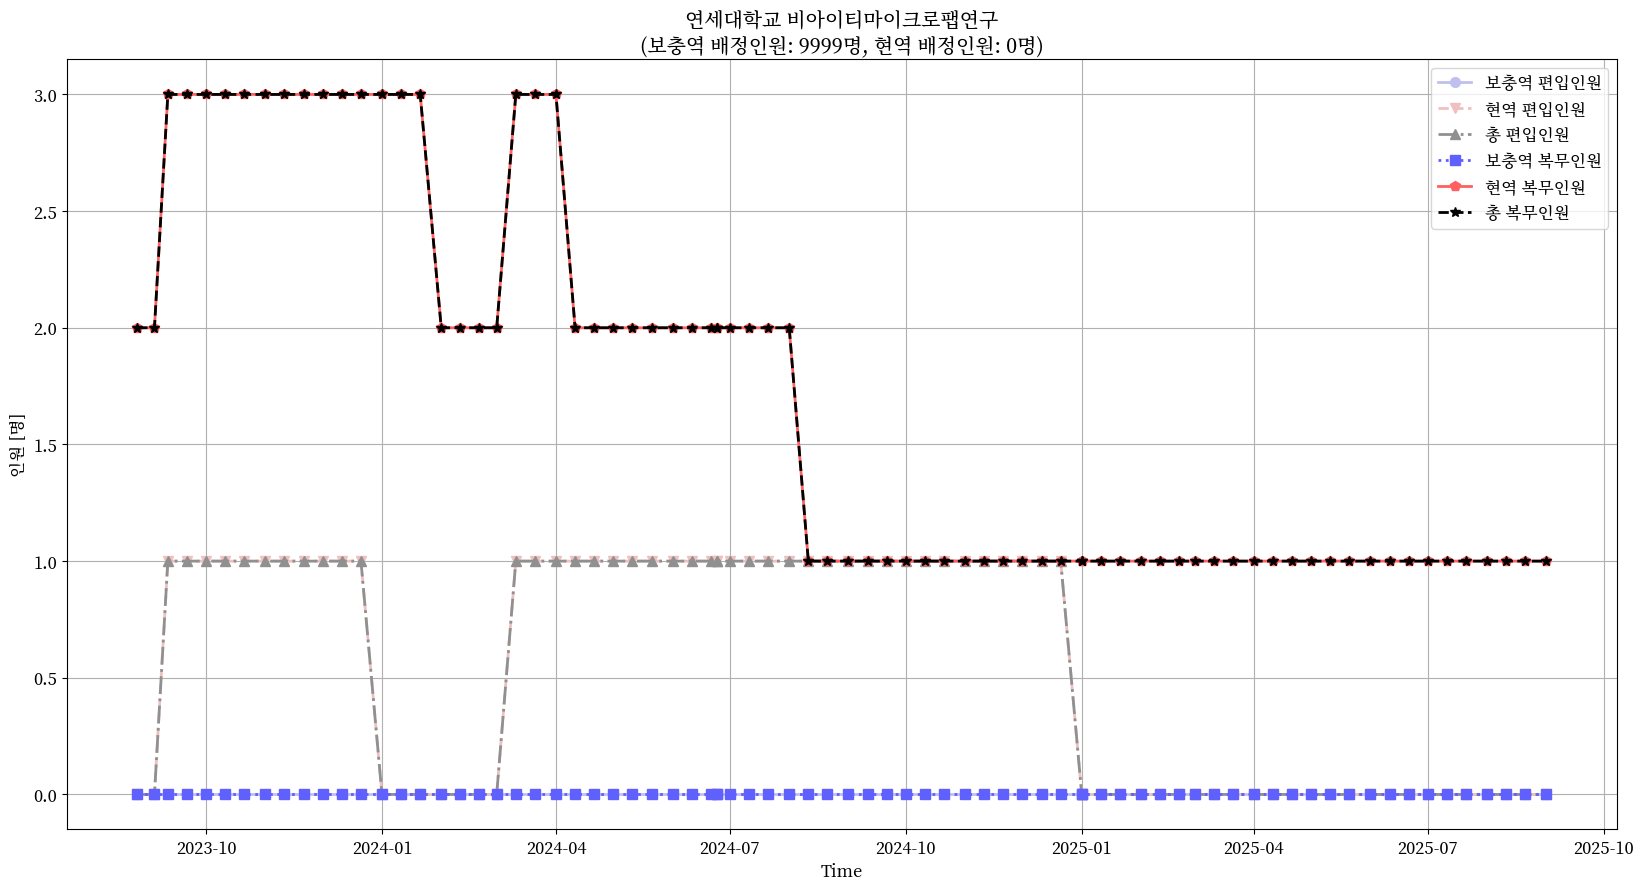 연세대학교 비아이티마이크로팹연구
(보충역 배정인원: 9999명, 현역 배정인원: 0명)
보충역 편입인원
현역 편입인원
총 편입인원
보충역 복무인원
현역 복무인원
총 복무인원
인원 [명]
3.0
2.5
2.0
1.5
1.0
0.5
0.0
2023-10
2024-01
2024-04
2024-07
2024-10
2025-01
2025-04
2025-07
2025-10
Time